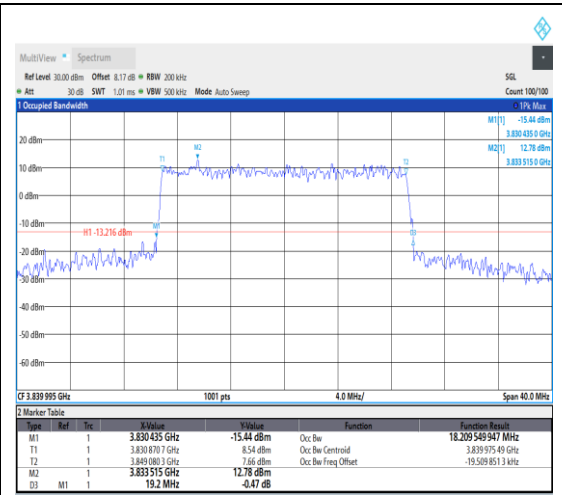 MultiView Spectrum
Ref Level 30.00 dBm Offset 8.17 dB RBW 200 kHz SGL
Att 30 dB SWT 1.01 ms VBW 500 kHz Mode Auto Sweep Count 100/100
1 Occupied Bandwidth 1Pk Max
M1[1] -15.44 dBm
3.830 435 0 GHz
M2[1] 12.78 dBm
3.833 515 0 GHz
20 dBm
M2
T1
T2
10 dBm
0 dBm
-10 dBm
M1
H1 -13.216 dBm
D3
-20 dBm
-30 dBm
-40 dBm
-50 dBm
-60 dBm
CF 3.839 995 GHz 1001 pts 4.0 MHz/ Span 40.0 MHz
2 Marker Table
Type Ref Trc X-Value Y-Value Function Function Result
M1 1 3.830 435 GHz -15.44 dBm Occ Bw 18.209 549 947 MHz
T1 1 3.830 870 7 GHz 8.54 dBm Occ Bw Centroid 3.839 975 49 GHz
T2 1 3.849 080 3 GHz 7.66 dBm Occ Bw Freq Offset -19.509 851 3 kHz
M2 1 3.833 515 GHz 12.78 dBm
D3 M1 1 19.2 MHz -0.47 dB